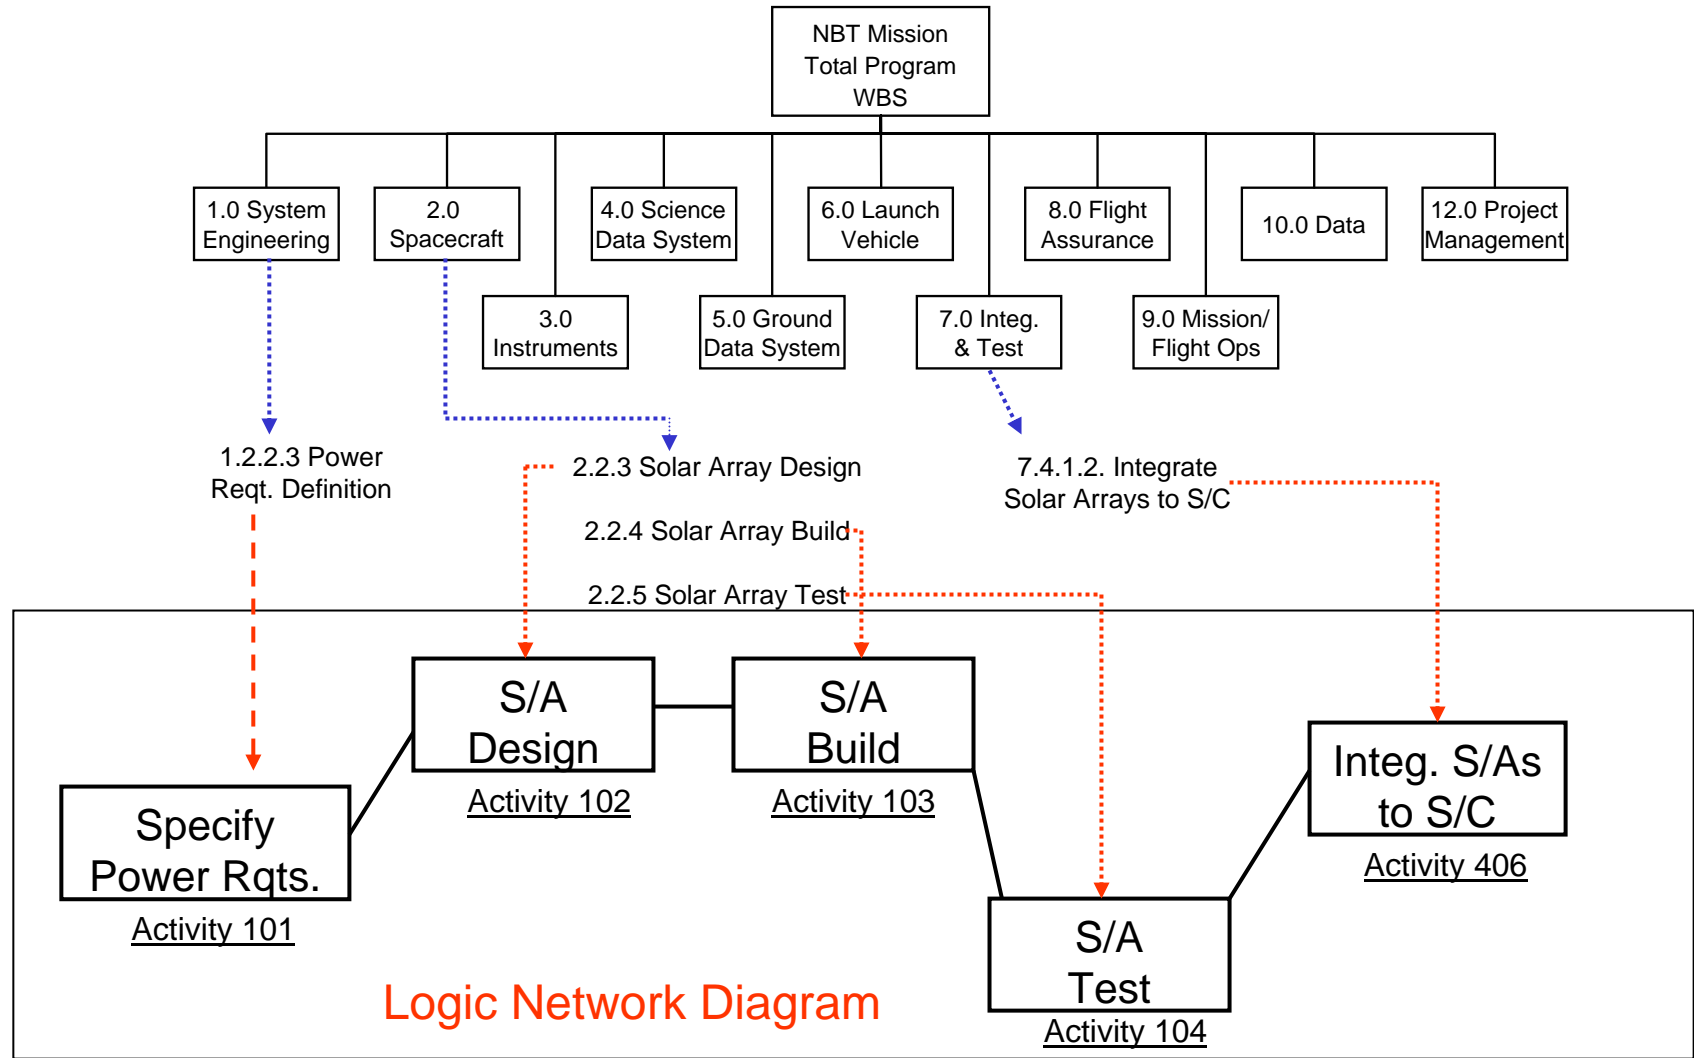 NBT Mission
Total Program
WBS
1.0 System
Engineering
2.0
Spacecraft
4.0 Science
Data System
6.0 Launch
Vehicle
8.0 Flight
Assurance
10.0 Data
12.0 Project
Management
3.0
Instruments
5.0 Ground
Data System
7.0 Integ.
& Test
9.0 Mission/
Flight Ops
1.2.2.3 Power
Reqt. Definition
2.2.3 Solar Array Design
7.4.1.2. Integrate
Solar Arrays to S/C
2.2.4 Solar Array Build
2.2.5 Solar Array Test
S/A
Design
Activity 102
S/A
Build
Activity 103
Integ. S/As
to S/C
Activity 406
Specify
Power Rqts.
Activity 101
S/A
Test
Activity 104
Logic Network Diagram